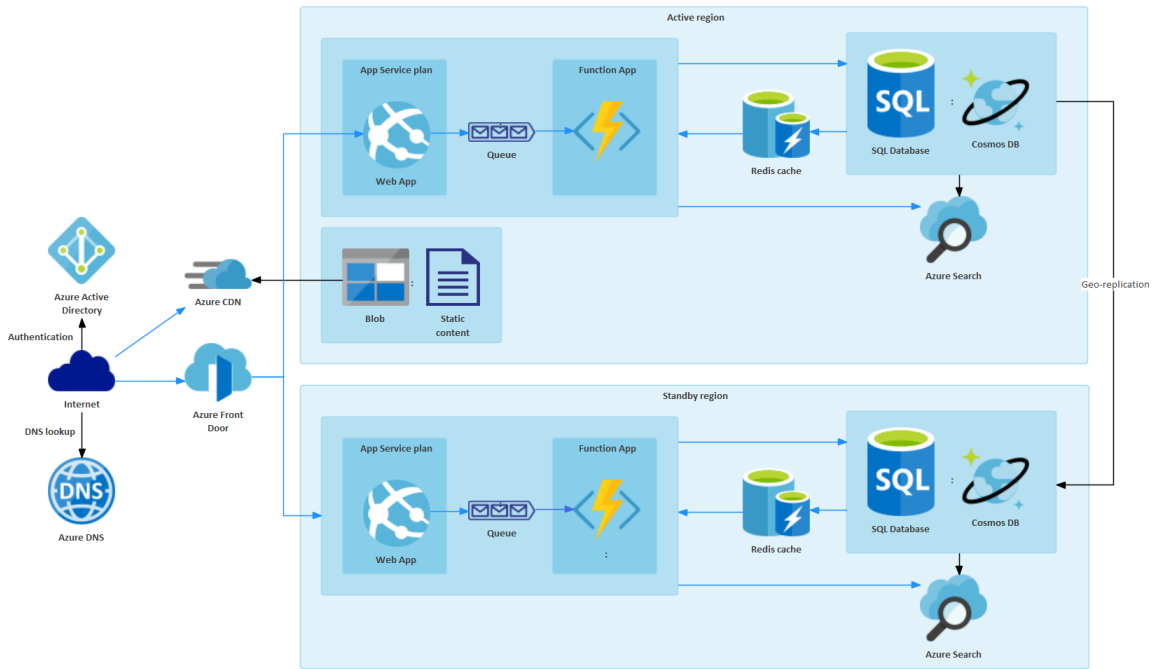 Active region
App Service plan
Function App
SQL
:
SQL Database
Cosmos DB
Queue
Web App
Redis cache
Azure Search
Geo-replication
Azure Active
Directory
Azure CDN
:
Blob
Static
content
Authentication
Internet
Azure Front
Door
DNS lookup
DNS
Azure DNS
Standby region
App Service plan
Function App
SQL
:
SQL Database
Cosmos DB
Queue
Web App
:
Redis cache
Azure Search